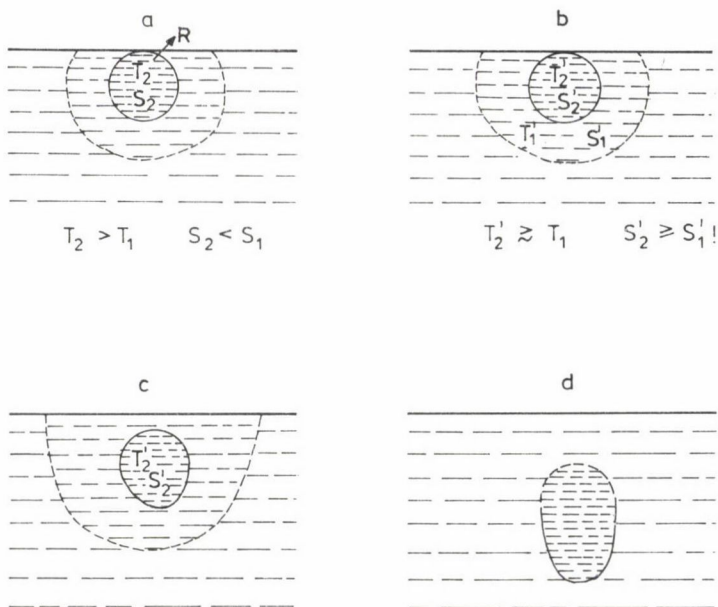 a
R
T₂
S₂
T₂ > T₁ S₂ < S₁
b
T₂'
S₂'
T₁' S₁'
T₂' ≳ T₁ S₂' ⩾ S₁'!
c
T₂'
S₂'
d